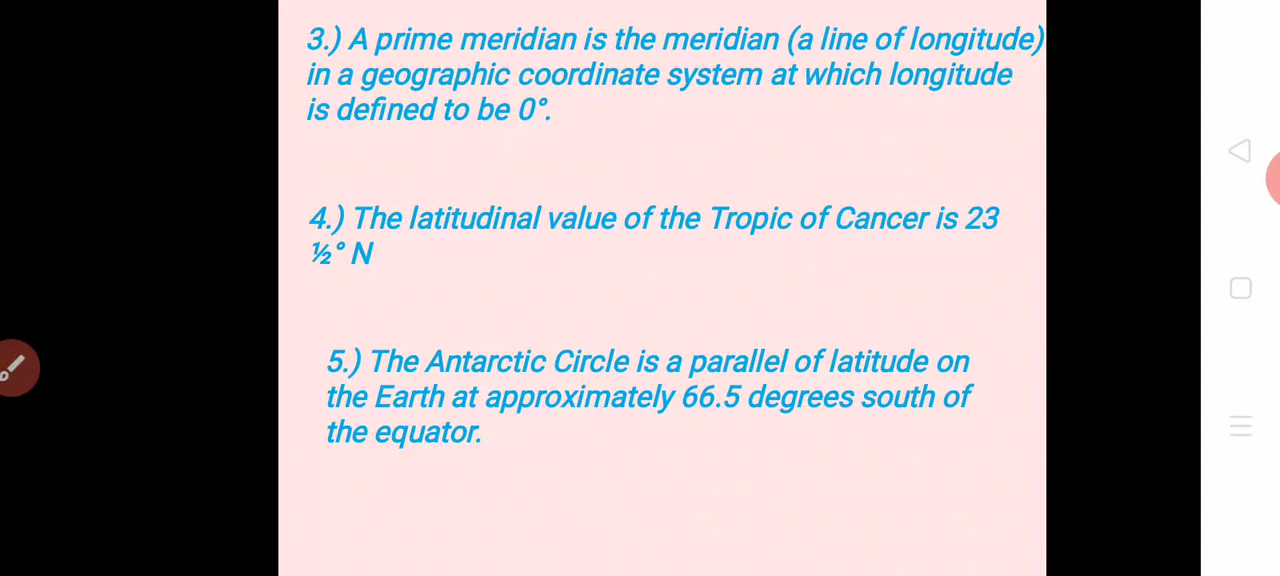 3.) A prime meridian is the meridian (a line of longitude)
in a geographic coordinate system at which longitude
is defined to be 0°.
4.) The latitudinal value of the Tropic of Cancer is 23
½° N
5.) The Antarctic Circle is a parallel of latitude on
the Earth at approximately 66.5 degrees south of
the equator.